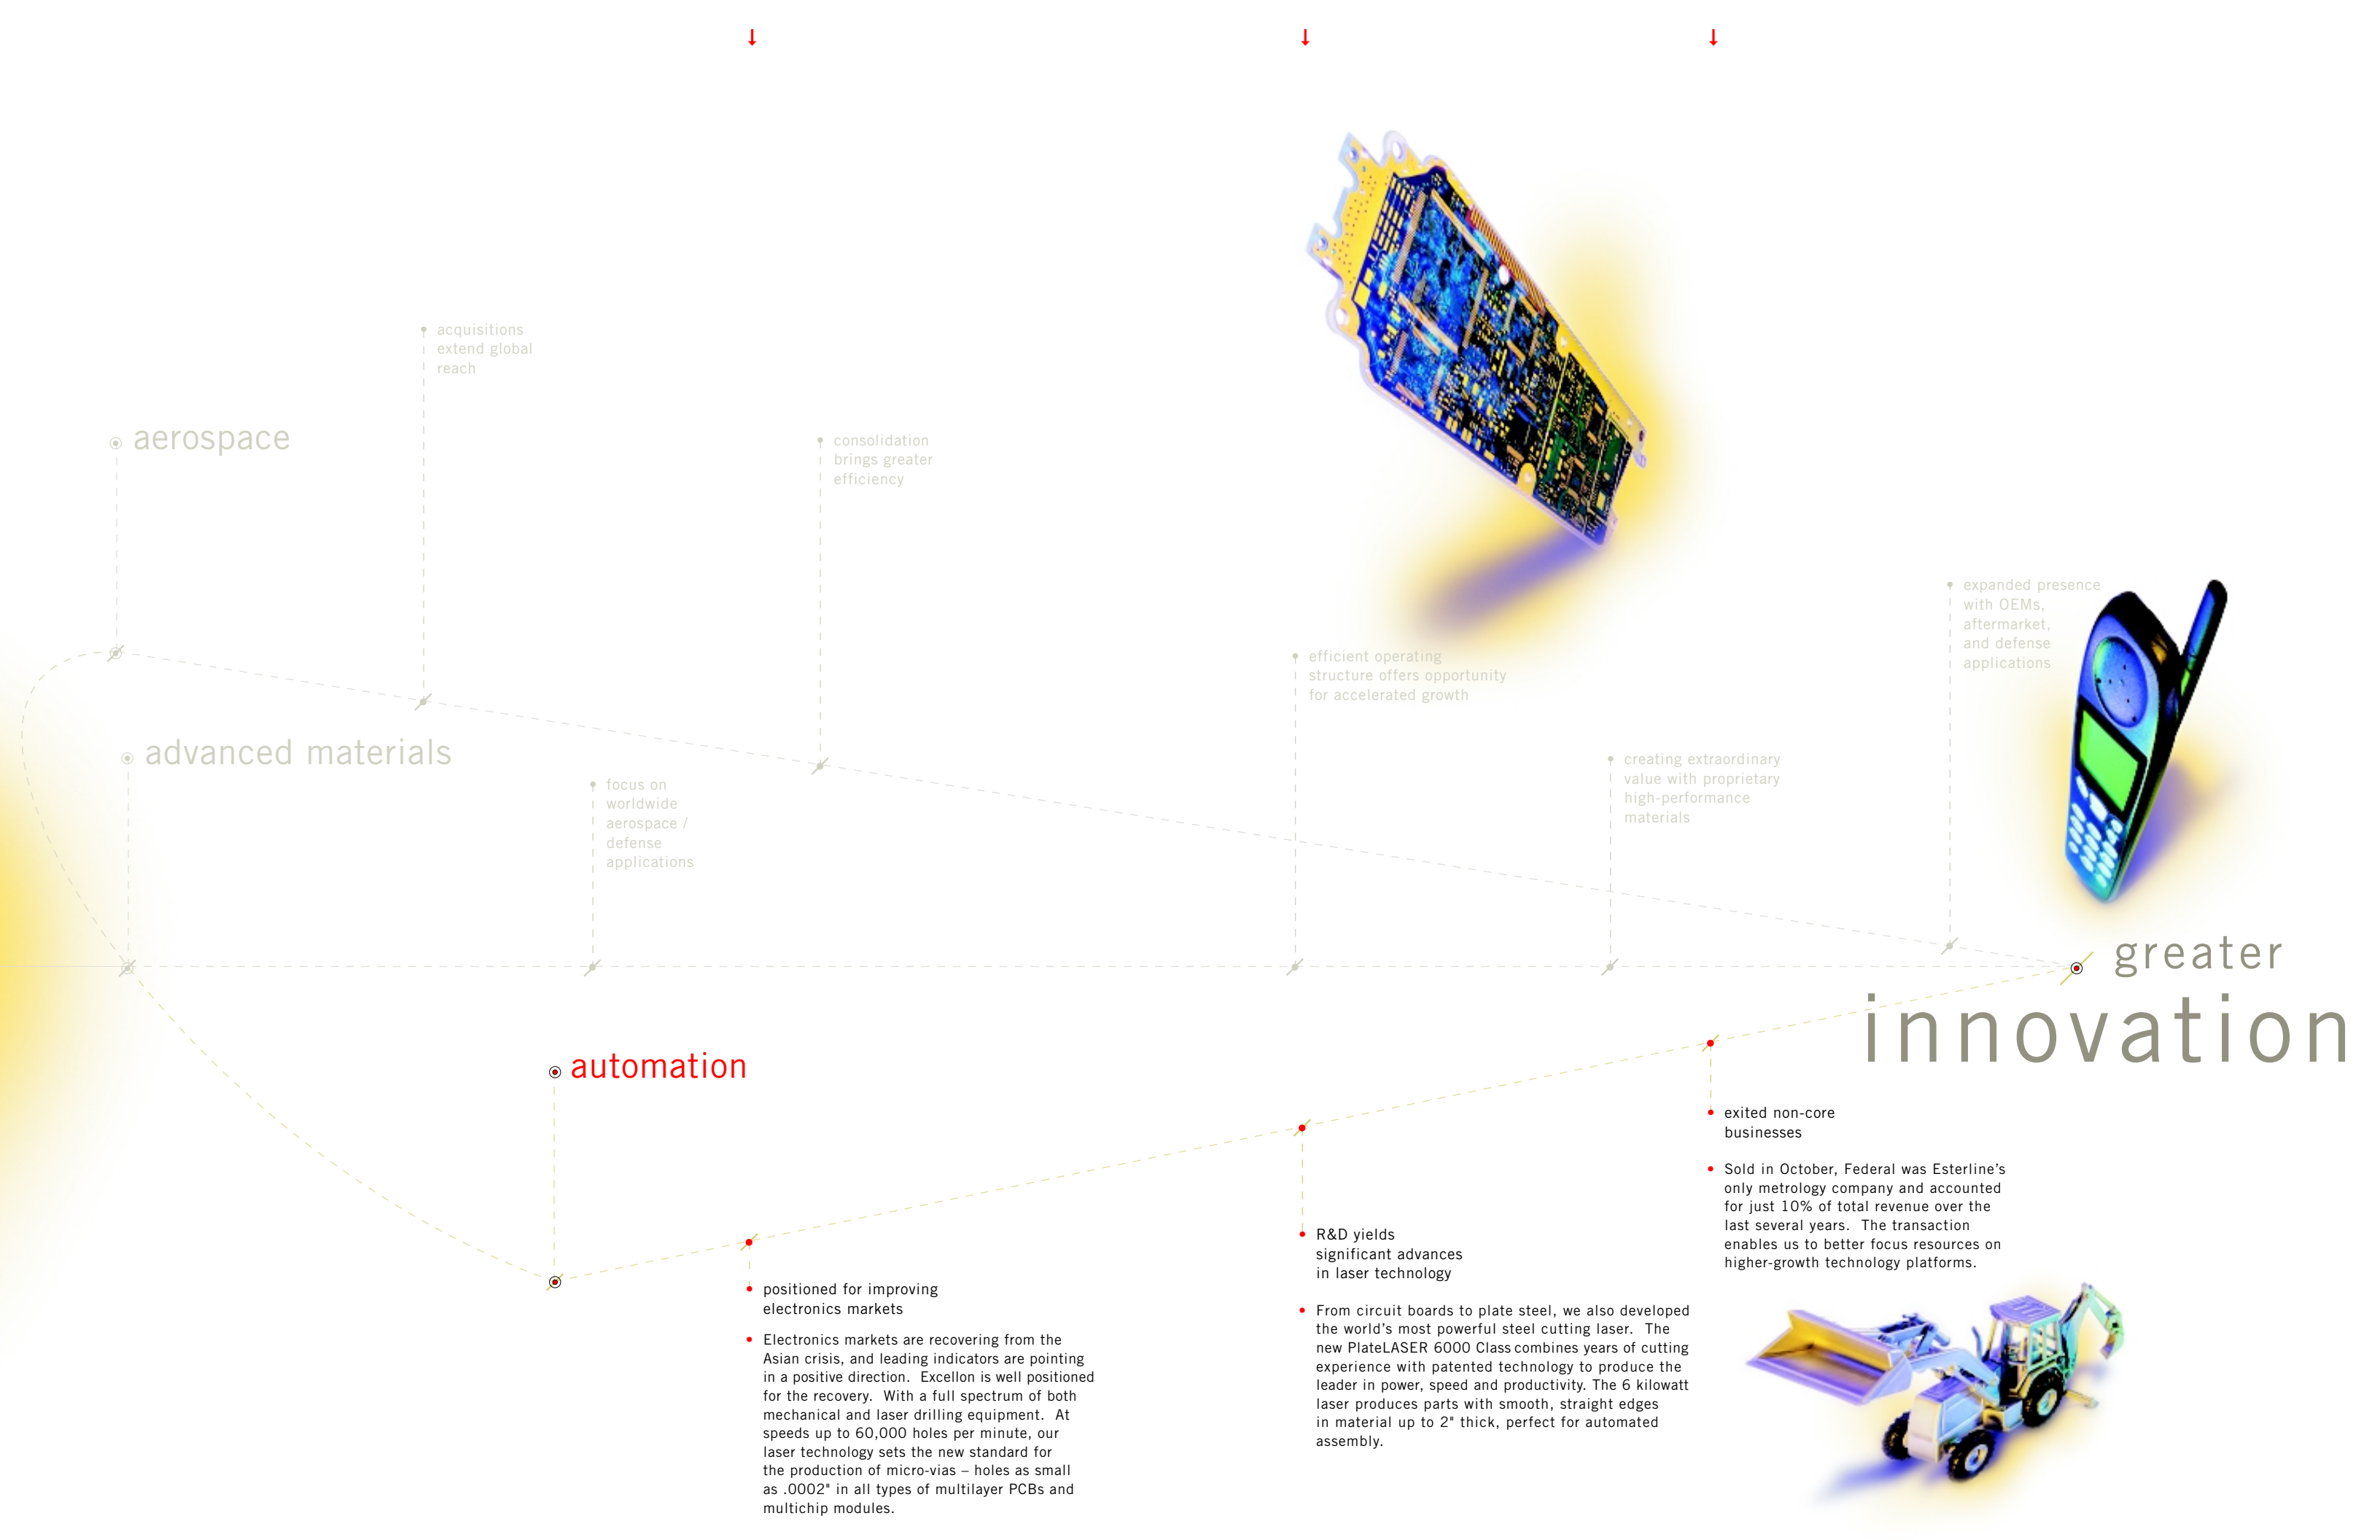 acquisitions
extend global
reach
aerospace
consolidation
brings greater
efficiency
expanded presence
with OEMs,
aftermarket,
and defense
applications
efficient operating
structure offers opportunity
for accelerated growth
advanced materials
focus on
worldwide
aerospace /
defense
applications
creating extraordinary
value with proprietary
high-performance
materials
greater
innovation
automation
positioned for improving
electronics markets
Electronics markets are recovering from the
Asian crisis, and leading indicators are pointing
in a positive direction.  Excellon is well positioned
for the recovery.  With a full spectrum of both
mechanical and laser drilling equipment.  At
speeds up to 60,000 holes per minute, our
laser technology sets the new standard for
the production of micro-vias – holes as small
as .0002" in all types of multilayer PCBs and
multichip modules.
R&D yields
significant advances
in laser technology
From circuit boards to plate steel, we also developed
the world's most powerful steel cutting laser.  The
new PlateLASER 6000 Class combines years of cutting
experience with patented technology to produce the
leader in power, speed and productivity. The 6 kilowatt
laser produces parts with smooth, straight edges
in material up to 2" thick, perfect for automated
assembly.
exited non-core
businesses
Sold in October, Federal was Esterline's
only metrology company and accounted
for just 10% of total revenue over the
last several years.  The transaction
enables us to better focus resources on
higher-growth technology platforms.